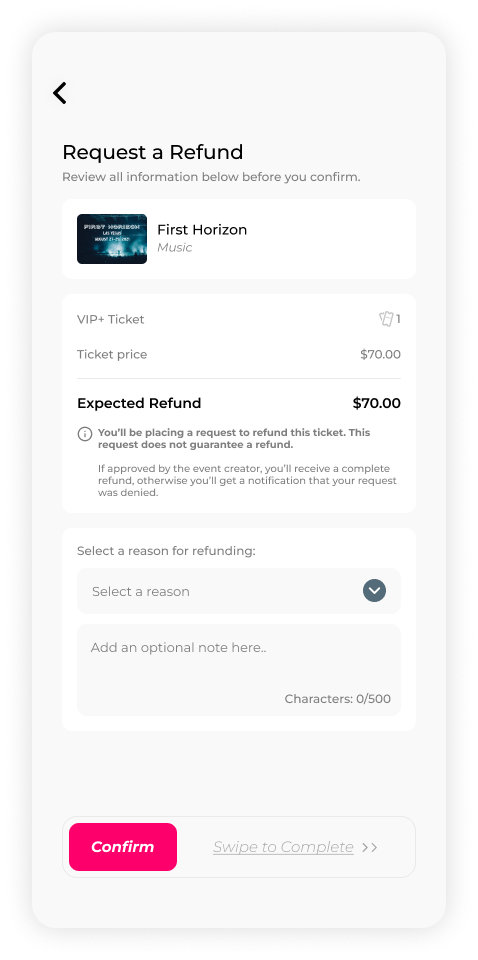 Request a Refund
Review all information below before you confirm.
FIRST HORIZON
LAS VEGAS
AUGUST 27-29, 2021
First Horizon
Music
VIP+ Ticket 1
Ticket price $70.00
Expected Refund $70.00
You’ll be placing a request to refund this ticket. This
request does not guarantee a refund.
If approved by the event creator, you’ll receive a complete
refund, otherwise you’ll get a notification that your request
was denied.
Select a reason for refunding:
Select a reason
Add an optional note here..
Characters: 0/500
Confirm Swipe to Complete